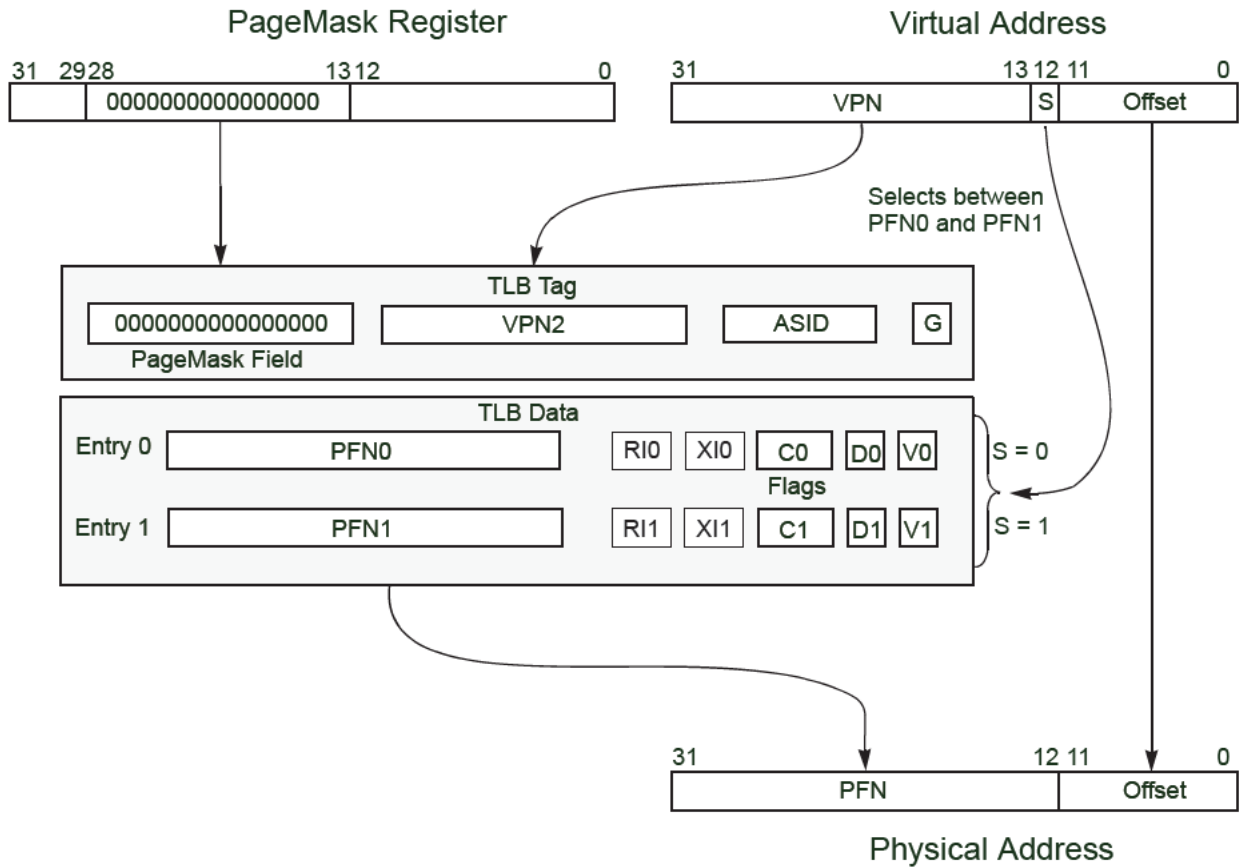 PageMask Register
Virtual Address
31 29 28 13 12 0
31 13 12 11 0
0000000000000000
VPN S Offset
Selects between
PFN0 and PFN1
TLB Tag
0000000000000000 VPN2 ASID G
PageMask Field
TLB Data
Entry 0 PFN0 RI0 XI0 C0 D0 V0 S = 0
Flags
Entry 1 PFN1 RI1 XI1 C1 D1 V1 S = 1
31 12 11 0
PFN Offset
Physical Address